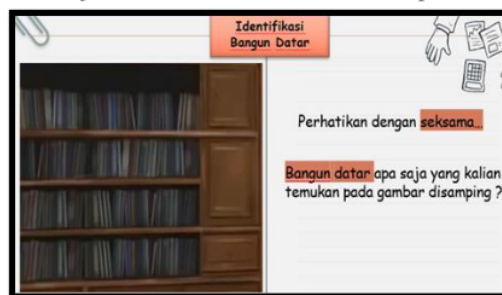 Identifikasi
Bangun Datar
Perhatikan dengan seksama...
Bangun datar apa saja yang kalian
temukan pada gambar disamping ?